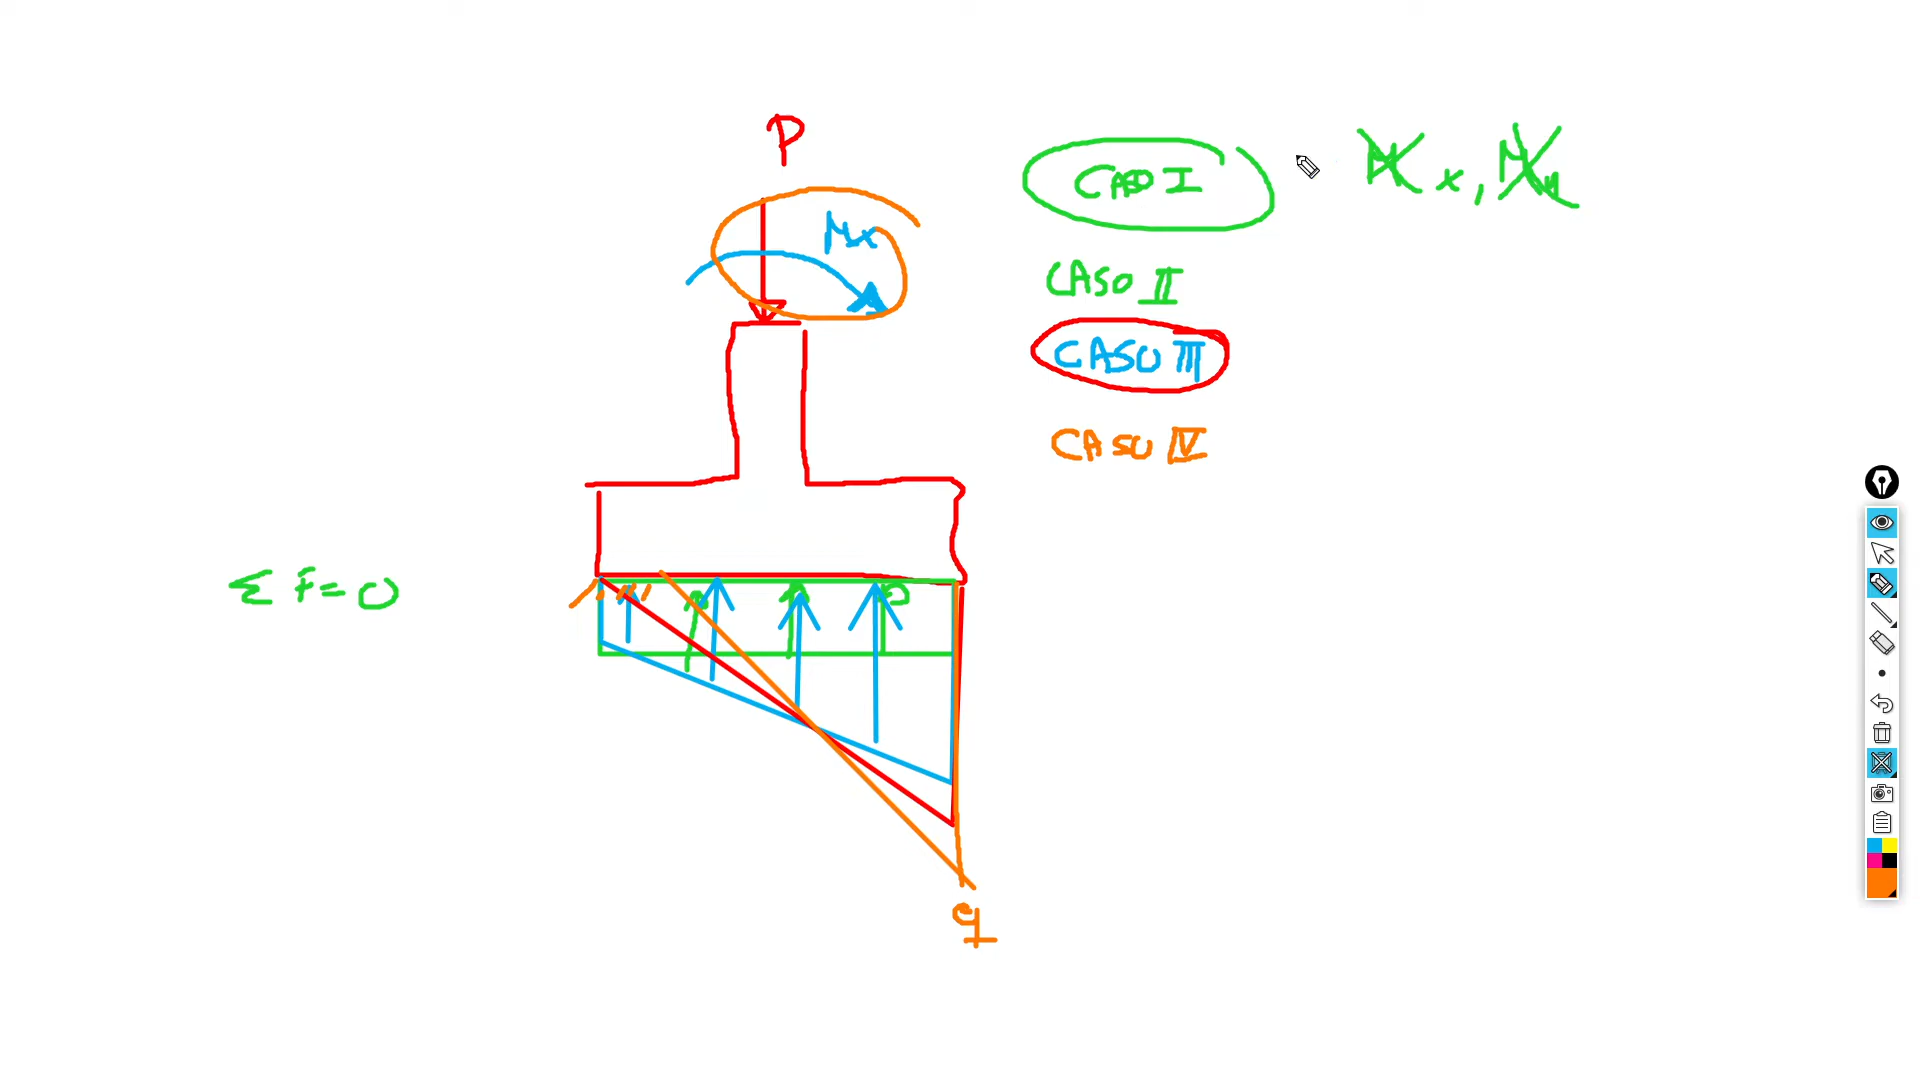 P
Mx
CASO I
Mx, My
CASO II
CASO III
CASO IV
Σ F = 0
q